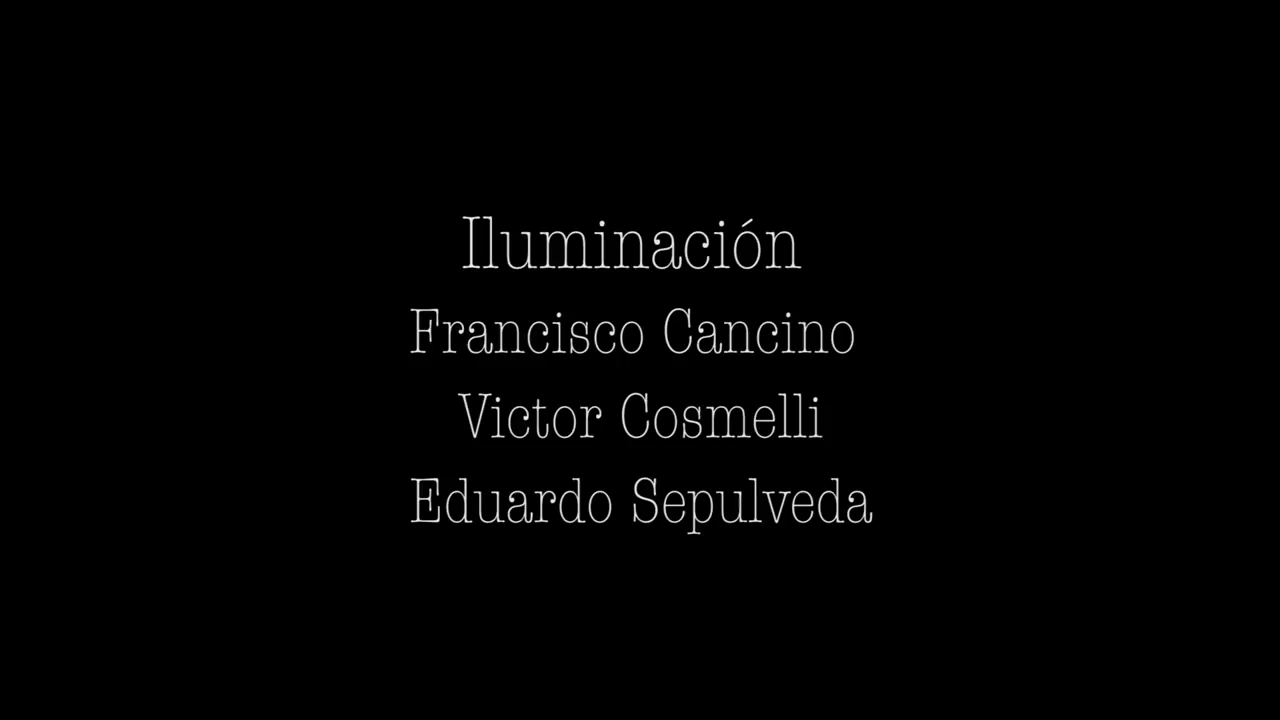 Iluminación
Francisco Cancino
Victor Cosmelli
Eduardo Sepulveda